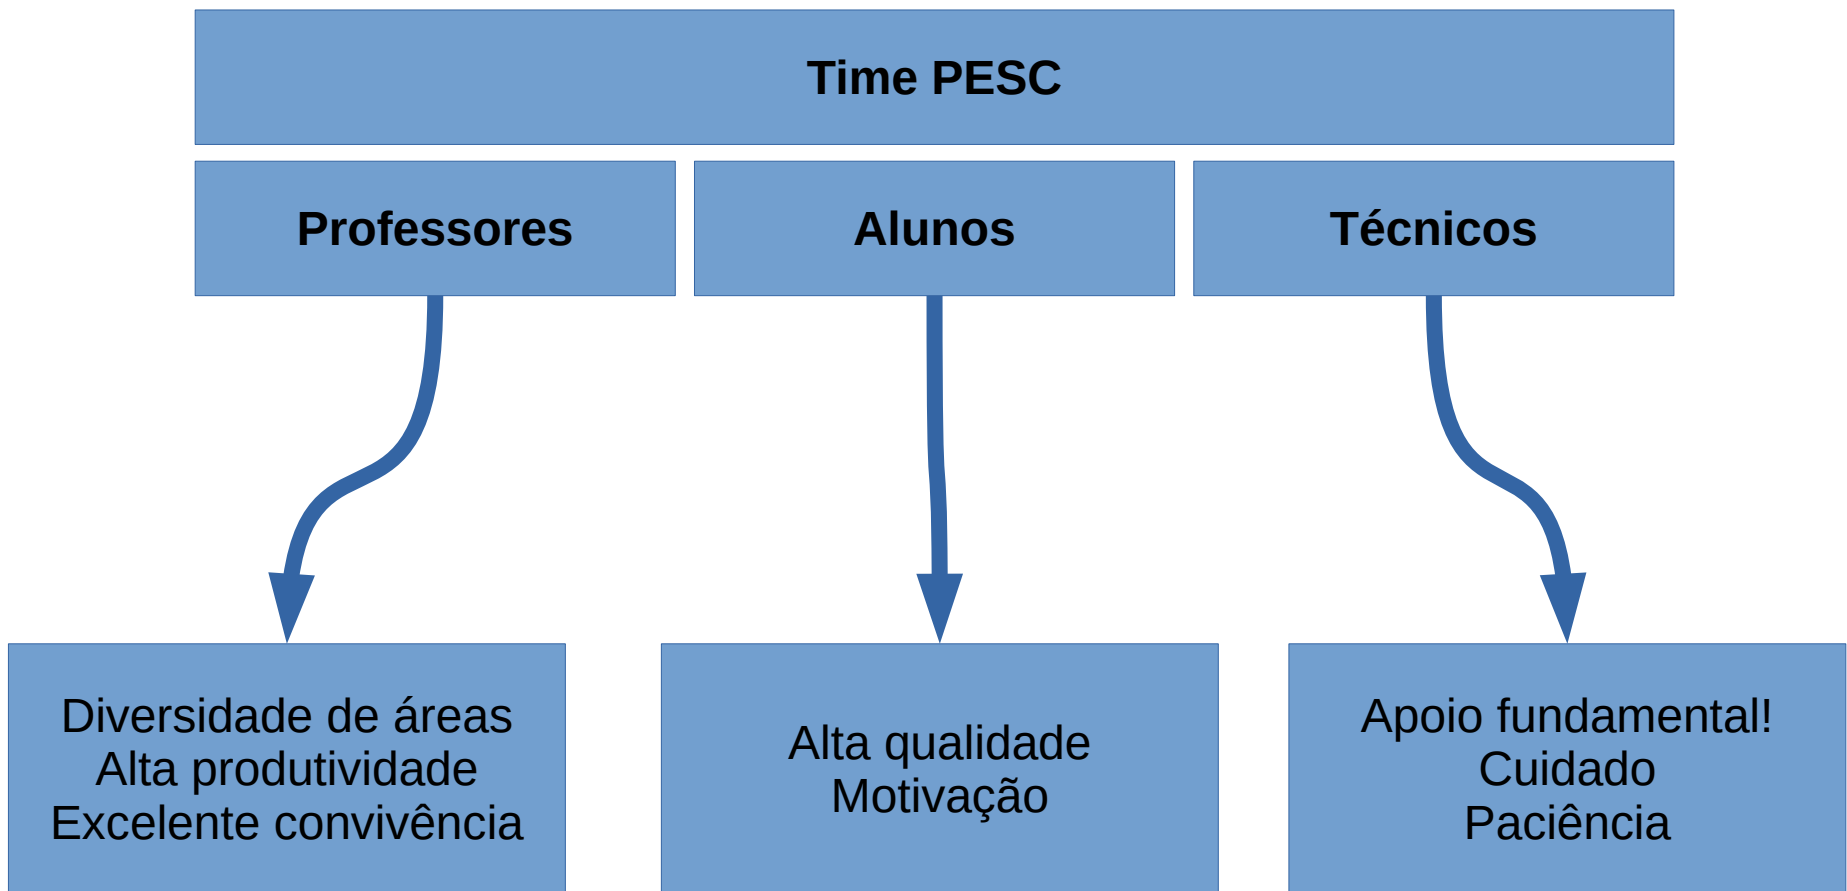 Time PESC
Professores
Alunos
Técnicos
Diversidade de áreas
Alta produtividade
Excelente convivência
Alta qualidade
Motivação
Apoio fundamental!
Cuidado
Paciência